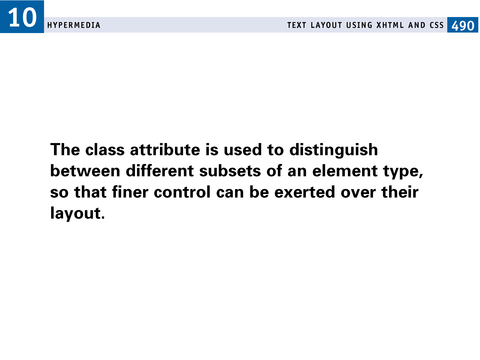 10 HYPERMEDIA TEXT LAYOUT USING XHTML AND CSS 490
The class attribute is used to distinguish
between different subsets of an element type,
so that finer control can be exerted over their
layout.